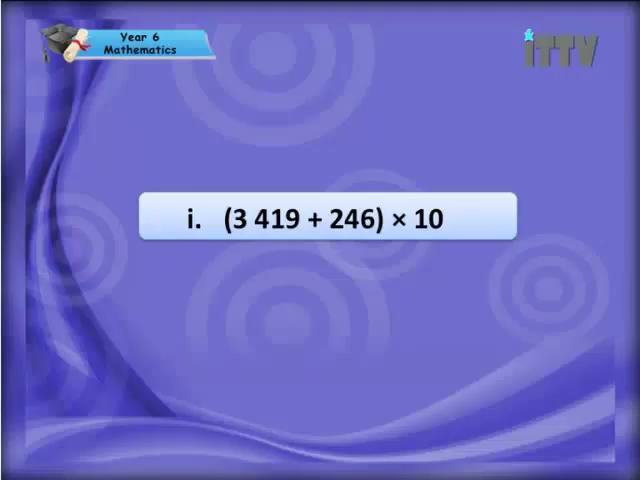 Year 6
Mathematics
iTTV
i. (3 419 + 246) × 10